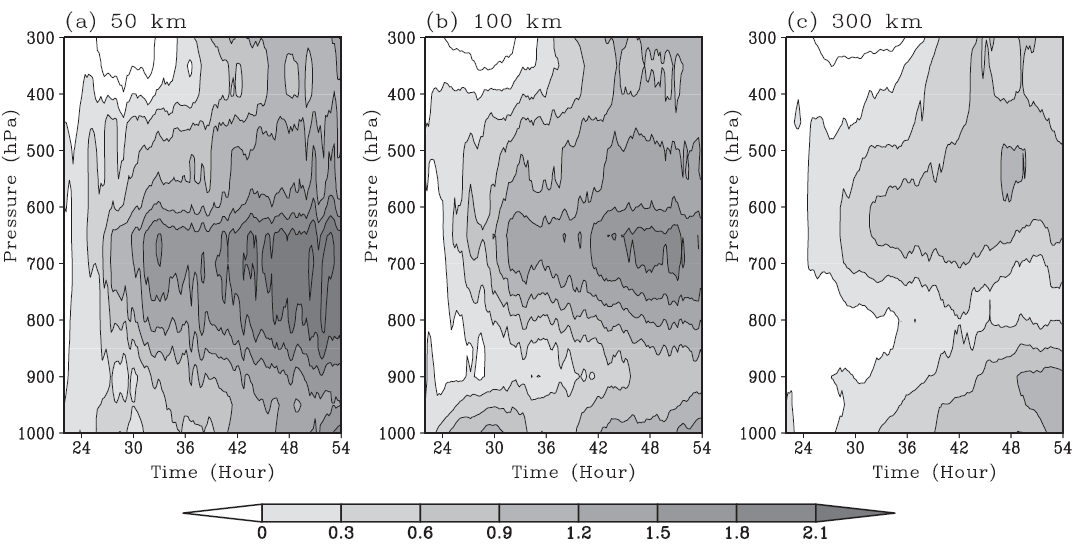 (a) 50 km
(b) 100 km
(c) 300 km
300 400 500 600 700 800 900 1000
Pressure (hPa)
24 30 36 42 48 54
Time (Hour)
300 400 500 600 700 800 900 1000
Pressure (hPa)
24 30 36 42 48 54
Time (Hour)
300 400 500 600 700 800 900 1000
Pressure (hPa)
24 30 36 42 48 54
Time (Hour)
0 0.3 0.6 0.9 1.2 1.5 1.8 2.1